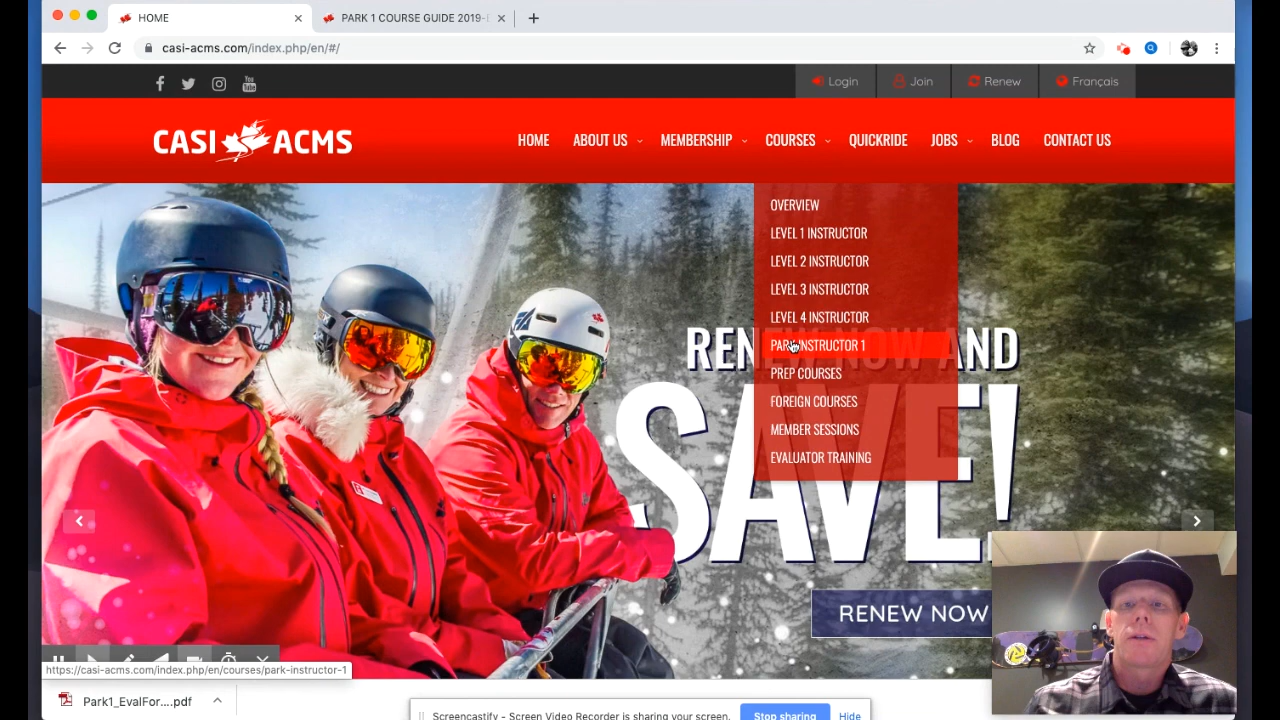 HOME
PARK 1 COURSE GUIDE 2019-
casi-acms.com/index.php/en/#/
Login
Join
Renew
Français
You
Tube
CASI ACMS
HOME
ABOUT US
MEMBERSHIP
COURSES
QUICKRIDE
JOBS
BLOG
CONTACT US
OVERVIEW
LEVEL 1 INSTRUCTOR
LEVEL 2 INSTRUCTOR
LEVEL 3 INSTRUCTOR
LEVEL 4 INSTRUCTOR
PARK INSTRUCTOR 1
PREP COURSES
FOREIGN COURSES
MEMBER SESSIONS
EVALUATOR TRAINING
RENEW NOW AND
SAVE!
RENEW NOW
https://casi-acms.com/index.php/en/courses/park-instructor-1
Park1_EvalFor....pdf
Screencastify - Screen Video Recorder is sharing your screen.
Stop sharing
Hide